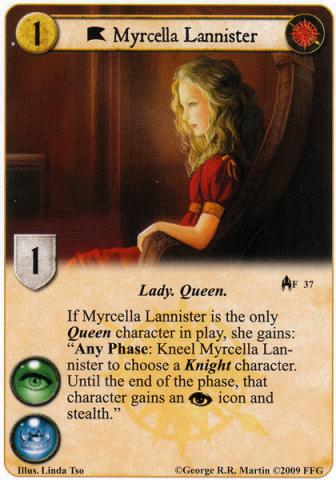 1
Myrcella Lannister
1
F 37
Lady. Queen.
If Myrcella Lannister is the only
Queen character in play, she gains:
“Any Phase: Kneel Myrcella Lan-
nister to choose a Knight character.
Until the end of the phase, that
character gains an icon and
stealth.”
Illus. Linda Tso
©George R.R. Martin ©2009 FFG